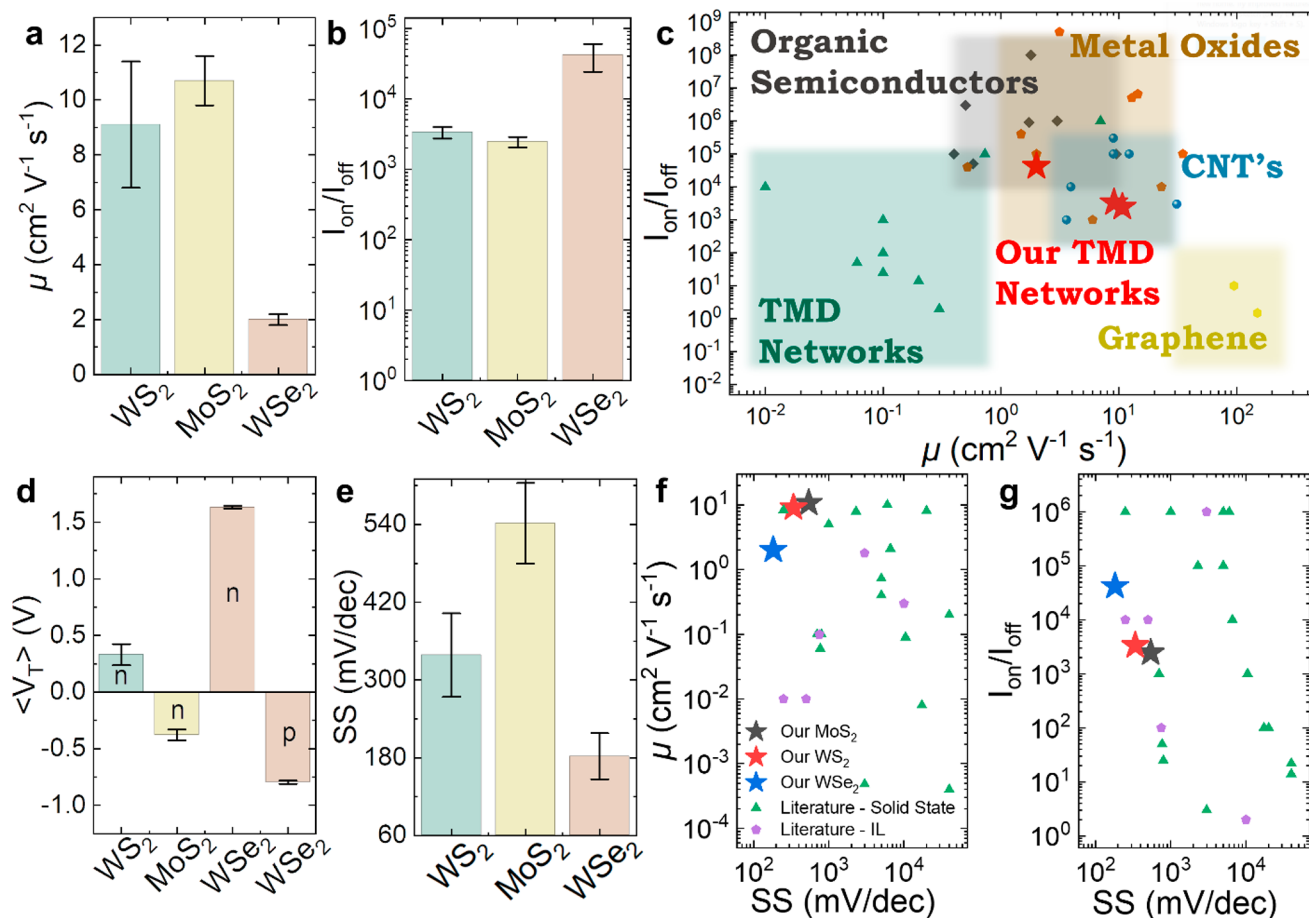 a
μ (cm² V⁻¹ s⁻¹)
12
10
8
6
4
2
0
WS₂
MoS₂
WSe₂
b
I_on/I_off
10⁵
10⁴
10³
10²
10¹
10⁰
WS₂
MoS₂
WSe₂
c
I_on/I_off
10⁹
10⁸
10⁷
10⁶
10⁵
10⁴
10³
10²
10¹
10⁰
10⁻¹
10⁻²
Organic
Semiconductors
Metal Oxides
CNT's
Our TMD
Networks
TMD
Networks
Graphene
10⁻²
10⁻¹
10⁰
10¹
10²
μ (cm² V⁻¹ s⁻¹)
d
<V_T> (V)
1.5
1.0
0.5
0.0
-0.5
-1.0
n
n
n
p
WS₂
MoS₂
WSe₂
WSe₂
e
SS (mV/dec)
540
420
300
180
60
WS₂
MoS₂
WSe₂
f
μ (cm² V⁻¹ s⁻¹)
10¹
10⁰
10⁻¹
10⁻²
10⁻³
10⁻⁴
Our MoS₂
Our WS₂
Our WSe₂
Literature - Solid State
Literature - IL
10²
10³
10⁴
SS (mV/dec)
g
I_on/I_off
10⁶
10⁵
10⁴
10³
10²
10¹
10⁰
10²
10³
10⁴
SS (mV/dec)